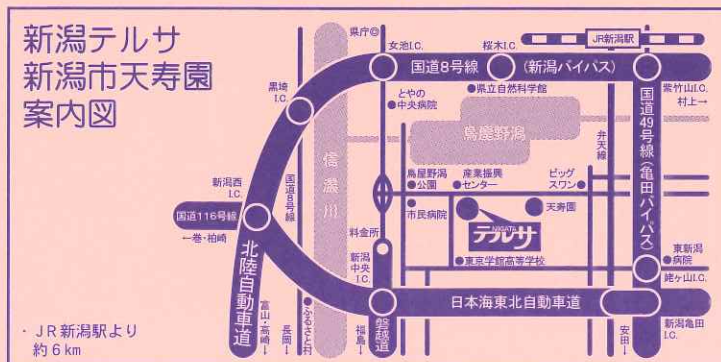 新潟テルサ
新潟市天寿園
案内図
県庁◎
女池I.C.
桜木I.C.
JR新潟駅
国道8号線 (新潟バイパス)
紫竹山I.C.
村上→
黒埼
I.C.
とやの
中央病院
●県立自然科学館
鳥屋野潟
弁天線
国道49号線(亀田バイパス)
信濃川
国道8号線
新潟西
I.C.
国道116号線
←巻・柏崎
鳥屋野潟
●公園
産業振興
●センター
ビッグ
スワン●
●
市民病院
天寿園
NIIGATA
テルサ
料金所
新潟
中央
I.C.
●東京学館高等学校
東新潟
●病院
姥ヶ山I.C.
北陸自動車道
日本海東北自動車道
磐越道
富山・高崎↓
長岡↓
●ふるさと村
福島↓
安田↓
新潟亀田
I.C.
・JR新潟駅より
約6km